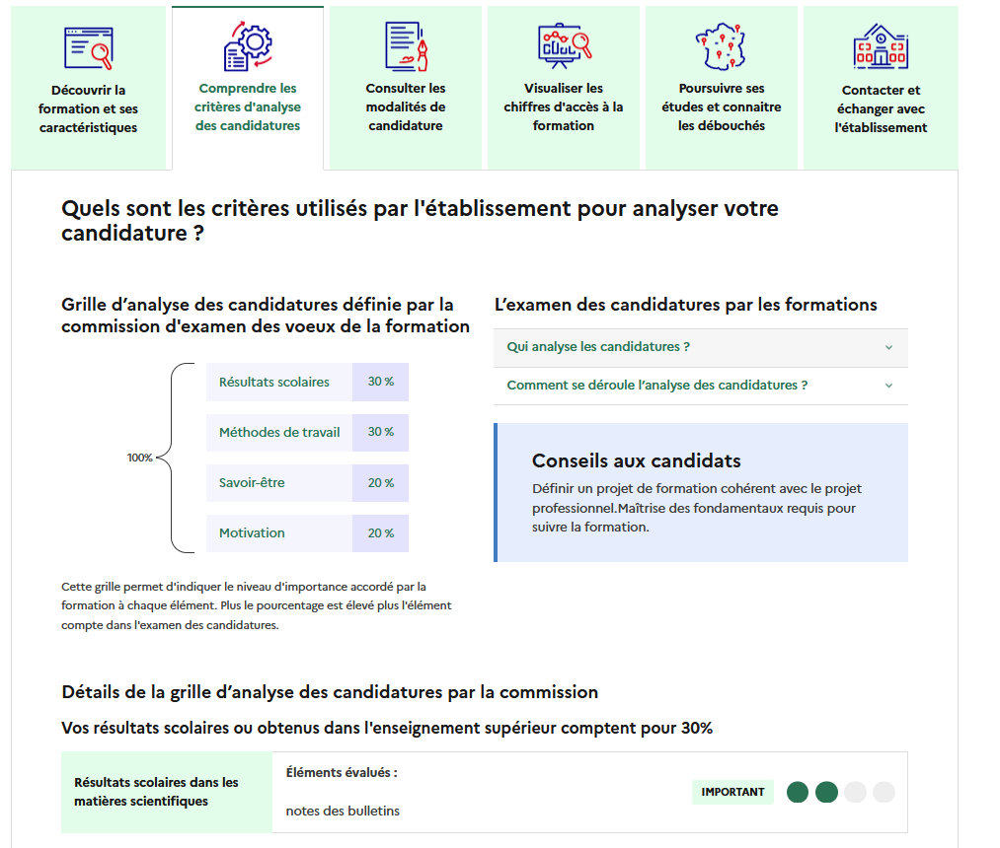 Découvrir la
formation et ses
caractéristiques
Comprendre les
critères d'analyse
des candidatures
Consulter les
modalités de
candidature
Visualiser les
chiffres d'accès à la
formation
Poursuivre ses
études et connaitre
les débouchés
Contacter et
échanger avec
l'établissement
Quels sont les critères utilisés par l'établissement pour analyser votre
candidature ?
Grille d’analyse des candidatures définie par la
commission d'examen des voeux de la formation
100%
Résultats scolaires 30 %
Méthodes de travail 30 %
Savoir-être 20 %
Motivation 20 %
Cette grille permet d'indiquer le niveau d'importance accordé par la
formation à chaque élément. Plus le pourcentage est élevé plus l'élément
compte dans l'examen des candidatures.
L’examen des candidatures par les formations
Qui analyse les candidatures ?
Comment se déroule l’analyse des candidatures ?
Conseils aux candidats
Définir un projet de formation cohérent avec le projet
professionnel.Maîtrise des fondamentaux requis pour
suivre la formation.
Détails de la grille d’analyse des candidatures par la commission
Vos résultats scolaires ou obtenus dans l'enseignement supérieur comptent pour 30%
Résultats scolaires dans les
matières scientifiques
Éléments évalués :
notes des bulletins
IMPORTANT